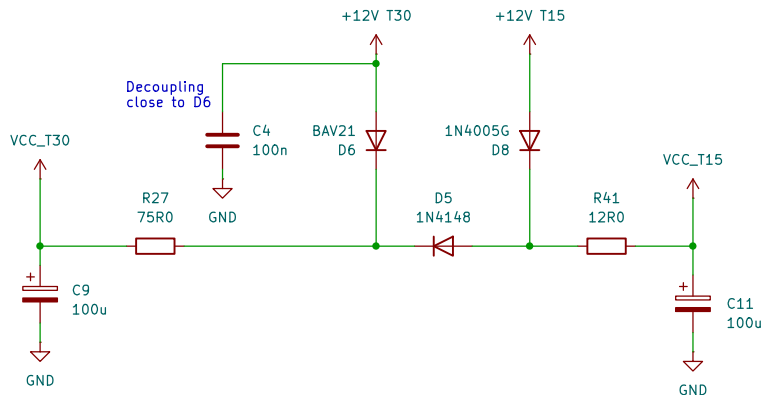 +12V T30
+12V T15
Decoupling
close to D6
C4
100n
BAV21
D6
1N4005G
D8
VCC_T30
VCC_T15
GND
R27
75R0
D5
1N4148
R41
12R0
+
C9
100u
+
C11
100u
GND
GND